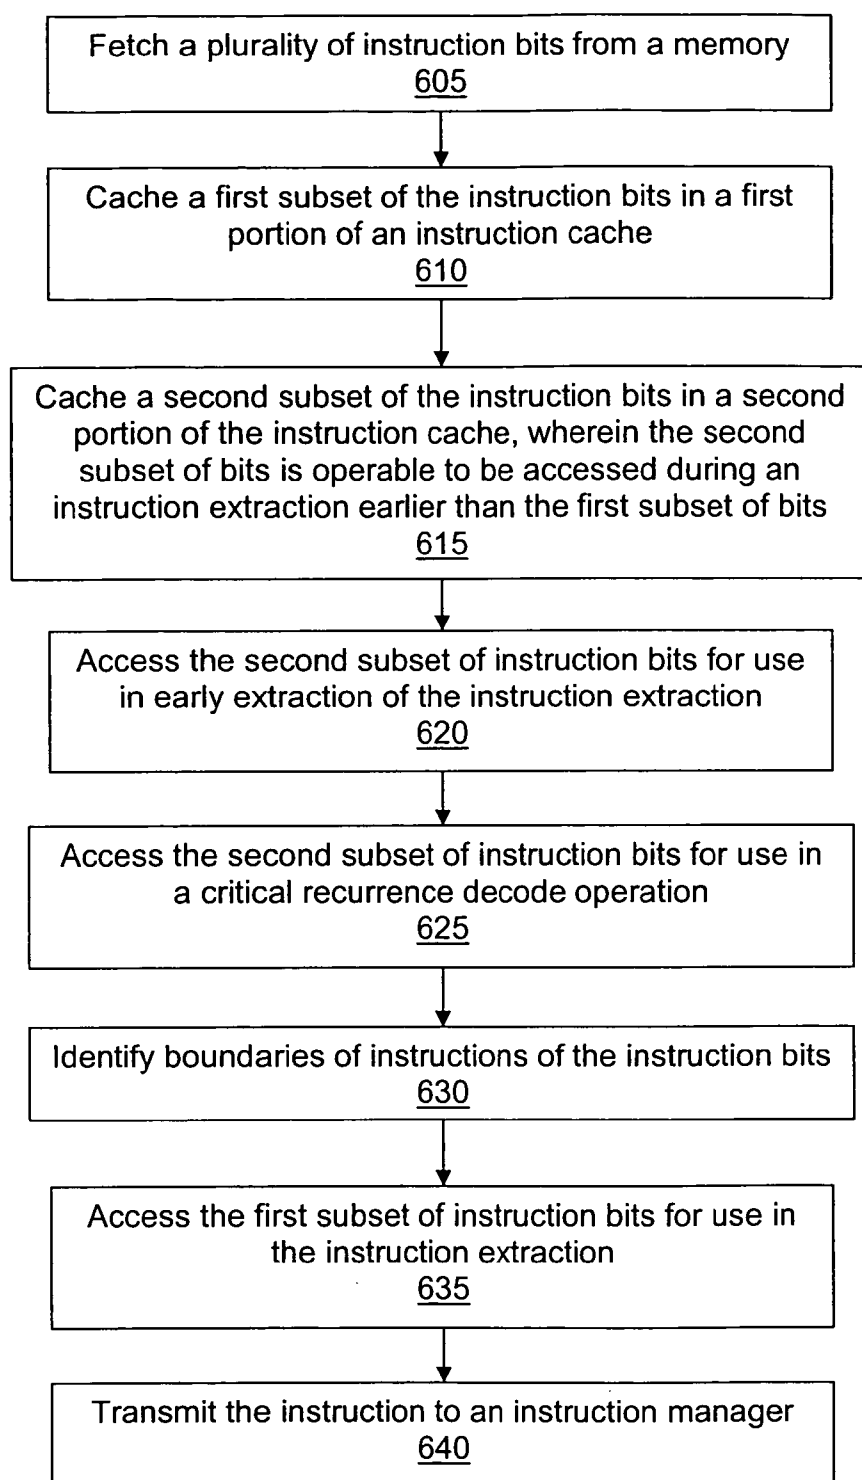 Fetch a plurality of instruction bits from a memory
605
Cache a first subset of the instruction bits in a first
portion of an instruction cache
610
Cache a second subset of the instruction bits in a second
portion of the instruction cache, wherein the second
subset of bits is operable to be accessed during an
instruction extraction earlier than the first subset of bits
615
Access the second subset of instruction bits for use
in early extraction of the instruction extraction
620
Access the second subset of instruction bits for use in
a critical recurrence decode operation
625
Identify boundaries of instructions of the instruction bits
630
Access the first subset of instruction bits for use in
the instruction extraction
635
Transmit the instruction to an instruction manager
640